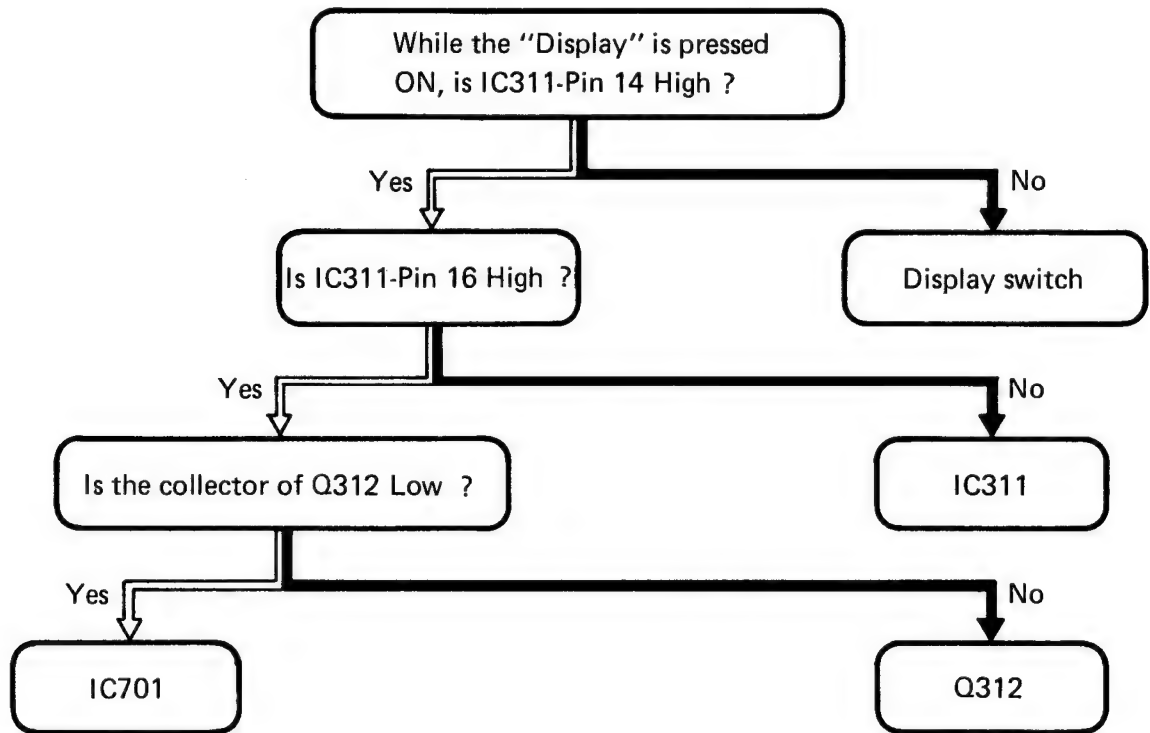 While the "Display" is pressed
ON, is IC311-Pin 14 High ?
Yes
No
Is IC311-Pin 16 High ?
Display switch
Yes
No
Is the collector of Q312 Low ?
IC311
Yes
No
IC701
Q312